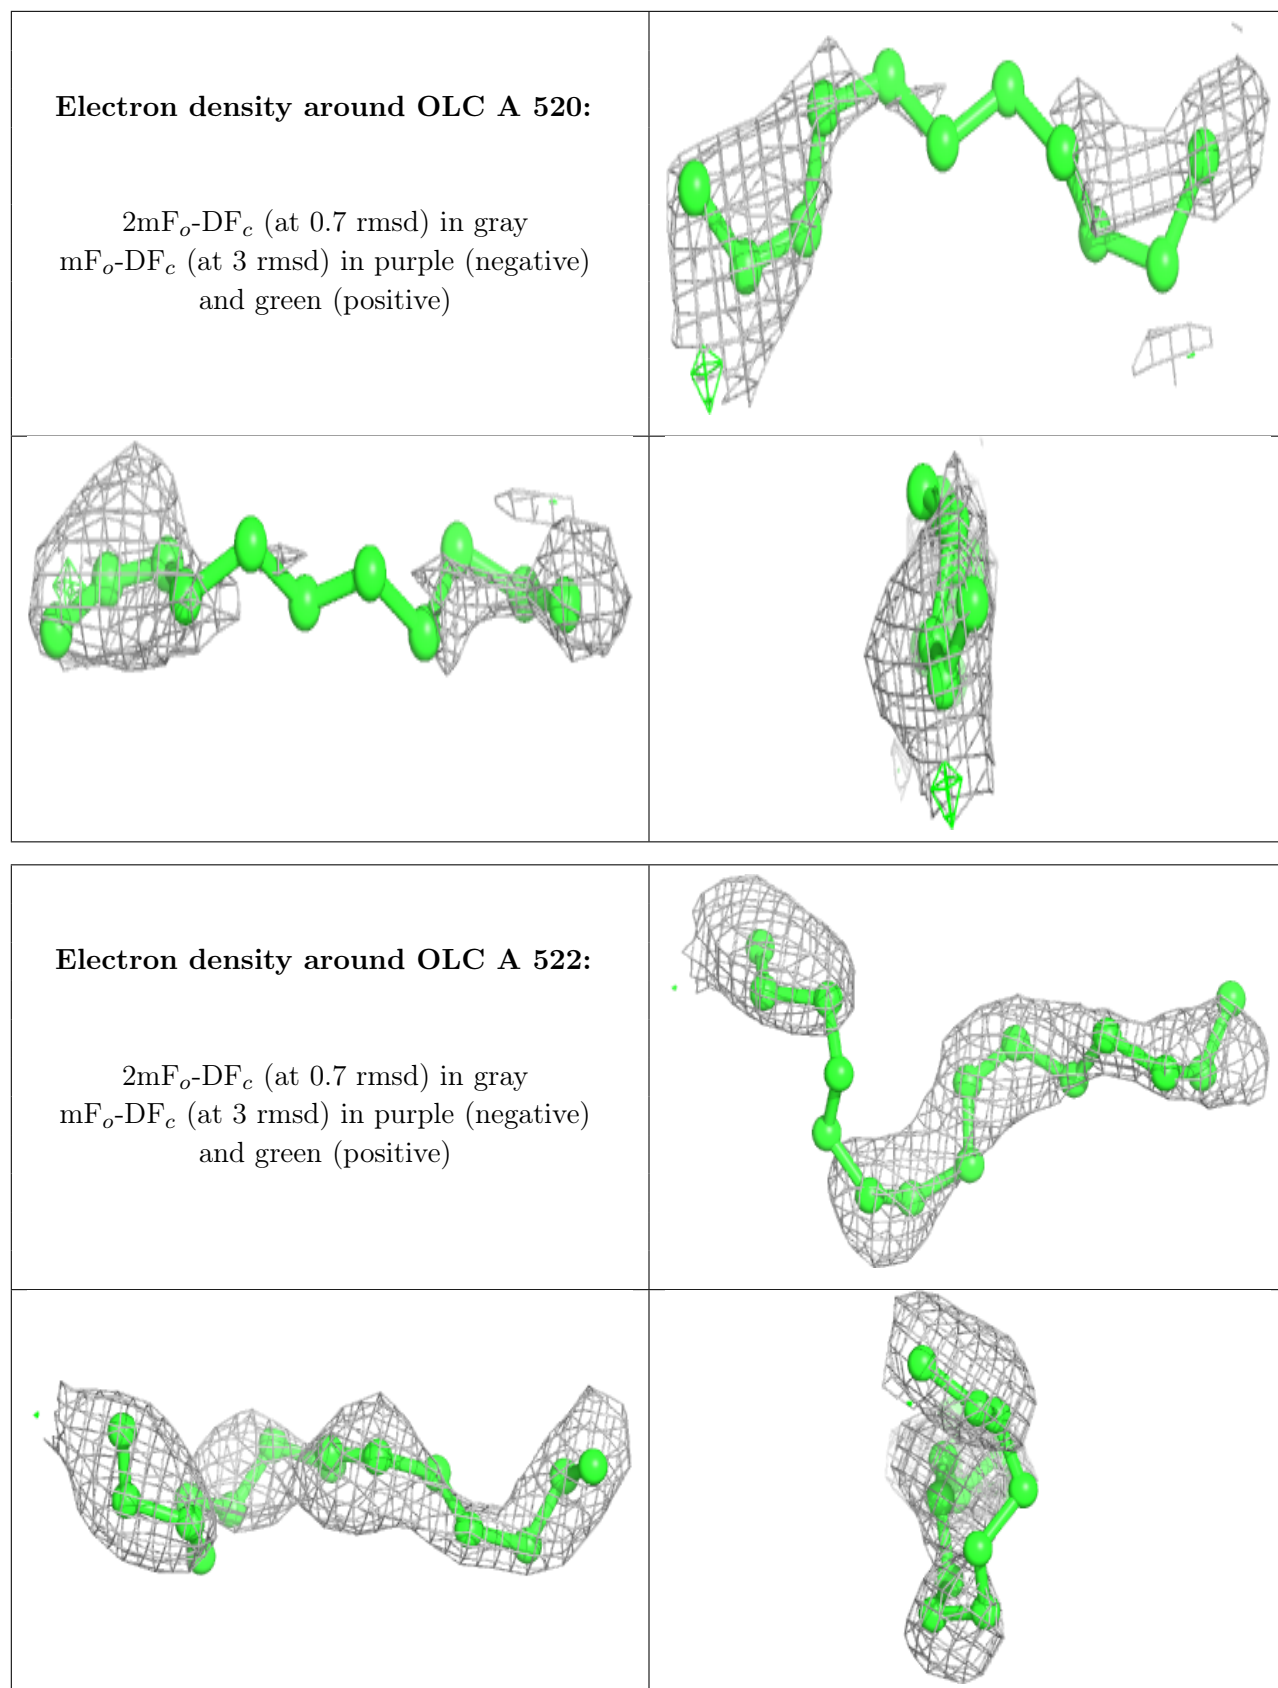 Electron density around OLC A 520:
2mFo-DFc (at 0.7 rmsd) in gray
mFo-DFc (at 3 rmsd) in purple (negative)
and green (positive)
Electron density around OLC A 522:
2mFo-DFc (at 0.7 rmsd) in gray
mFo-DFc (at 3 rmsd) in purple (negative)
and green (positive)